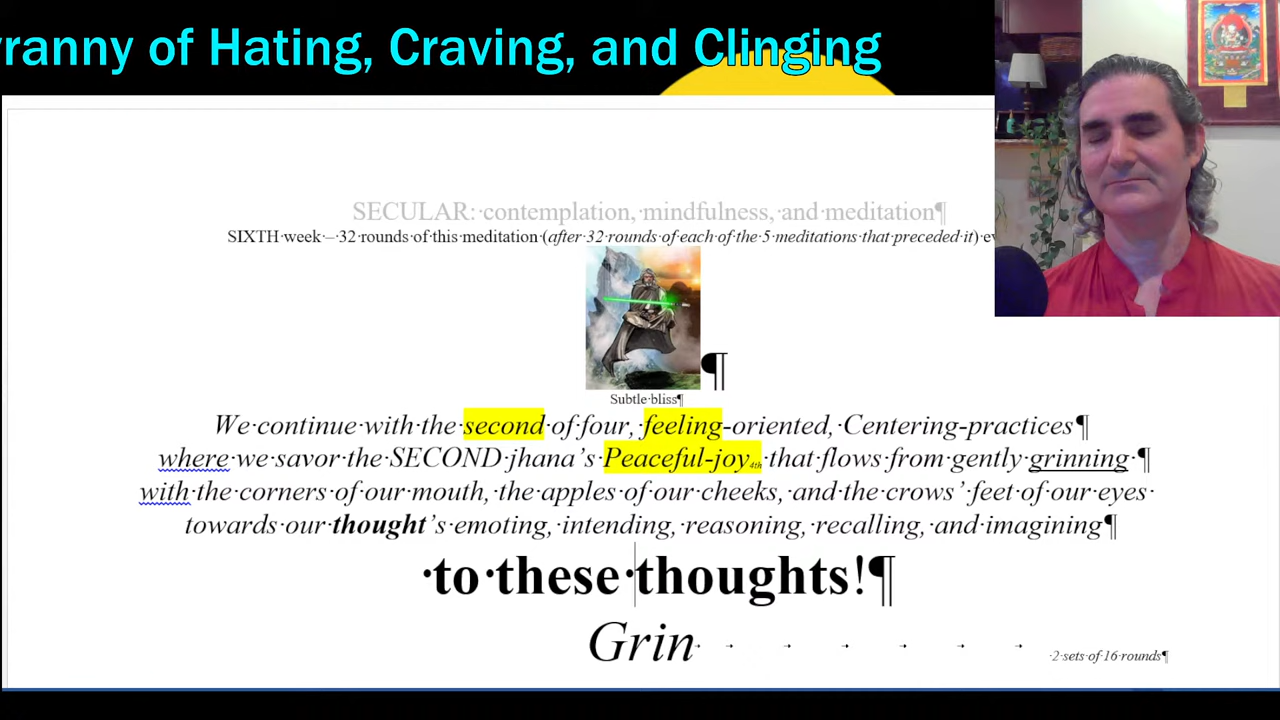 yranny of Hating, Craving, and Clinging
SECULAR:·contemplation,·mindfulness,·and·meditation¶
SIXTH·week·–·32·rounds·of·this·meditation·(after·32·rounds·of·each·of·the·5·meditations·that·preceded·it)·ev
¶
Subtle·bliss¶
We·continue·with·the·second·of·four,·feeling-oriented,·Centering-practices¶
where·we·savor·the·SECOND·jhana's·Peaceful-joy4th·that·flows·from·gently·grinning·¶
with·the·corners·of·our·mouth,·the·apples·of·our·cheeks,·and·the·crows'·feet·of·our·eyes·
towards·our·thought's·emoting,·intending,·reasoning,·recalling,·and·imagining¶
·to·these·thoughts!¶
Grin → → → → → → ·2·sets·of·16·rounds¶